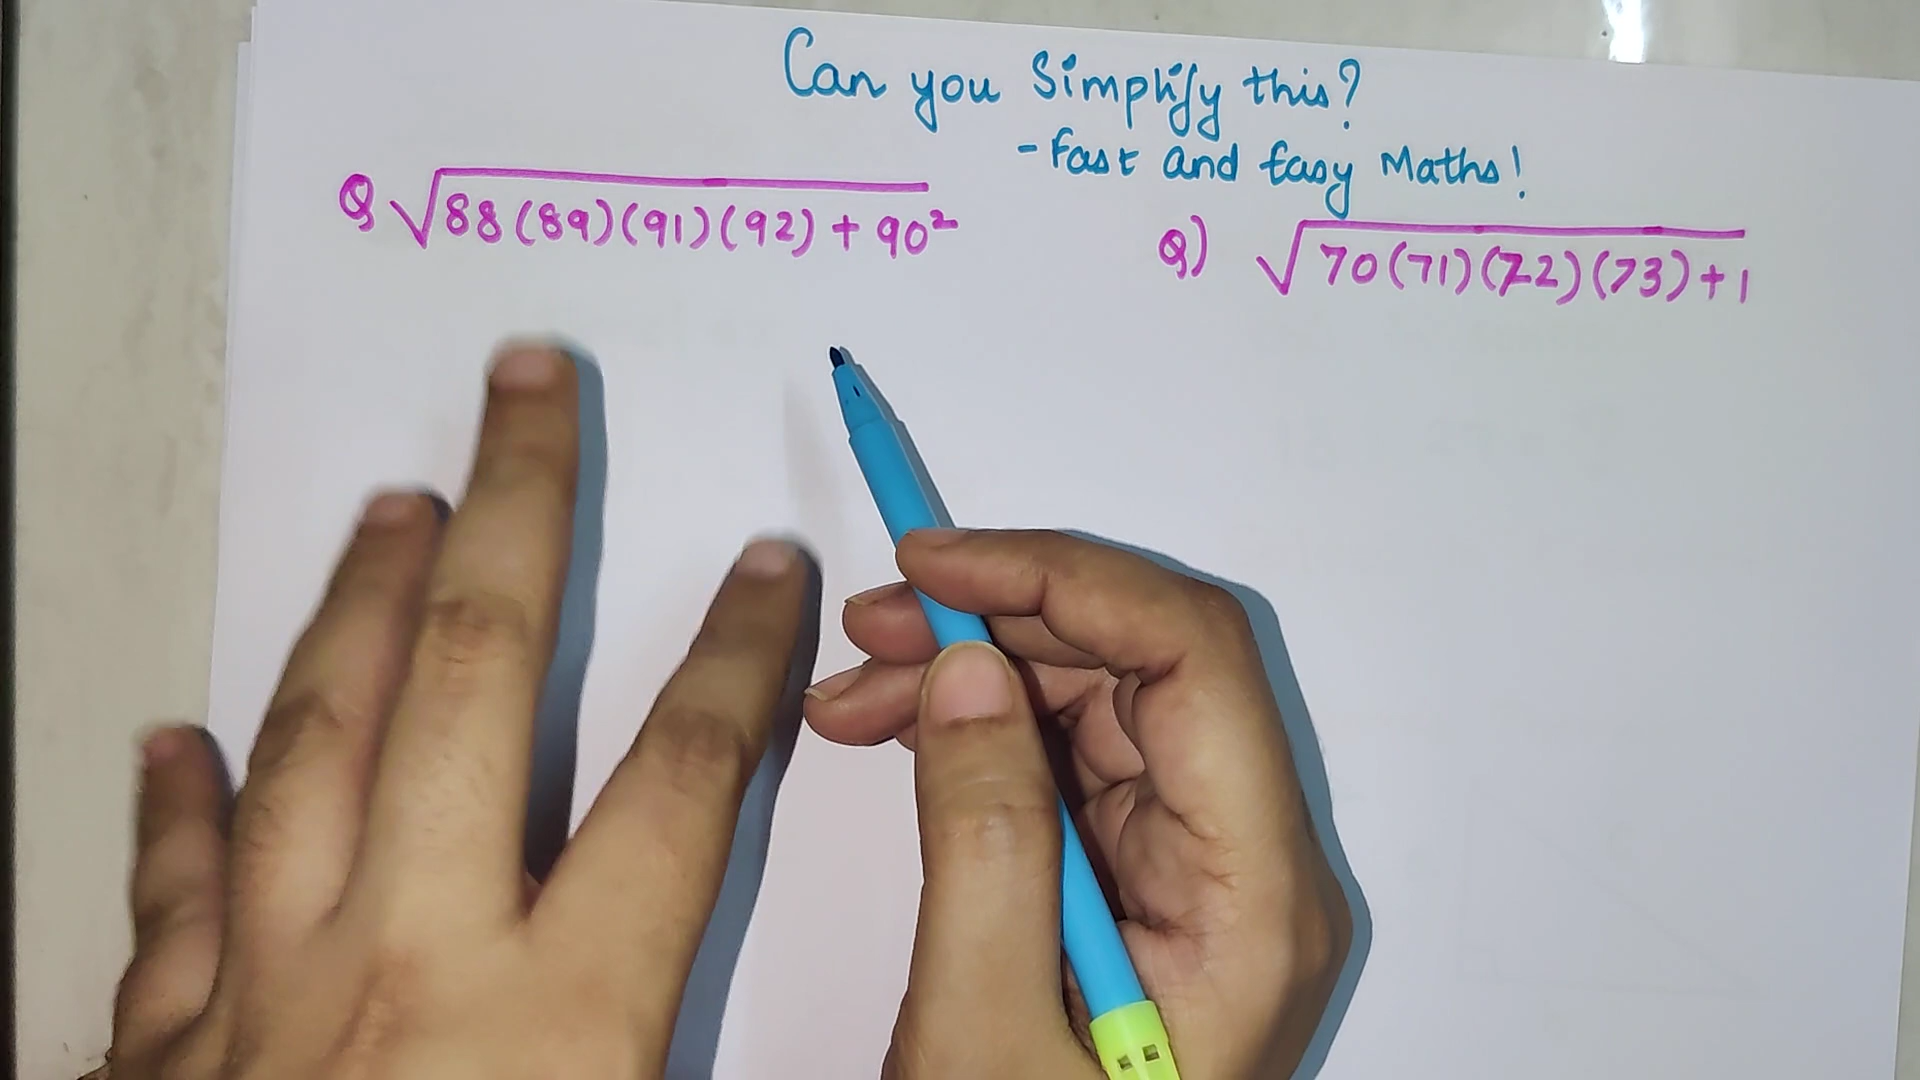 Can you Simplify this?
- Fast and Easy Maths!
Q √88(89)(91)(92) + 90²
Q) √70(71)(72)(73)+1